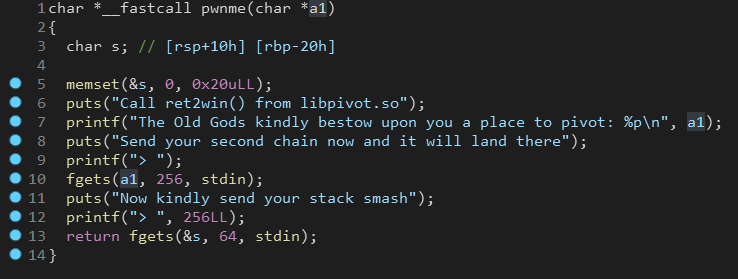 1 char *__fastcall pwnme(char *a1)
2 {
3 char s; // [rsp+10h] [rbp-20h]
4
5 memset(&s, 0, 0x20uLL);
6 puts("Call ret2win() from libpivot.so");
7 printf("The Old Gods kindly bestow upon you a place to pivot: %p\n", a1);
8 puts("Send your second chain now and it will land there");
9 printf("> ");
10 fgets(a1, 256, stdin);
11 puts("Now kindly send your stack smash");
12 printf("> ", 256LL);
13 return fgets(&s, 64, stdin);
14 }